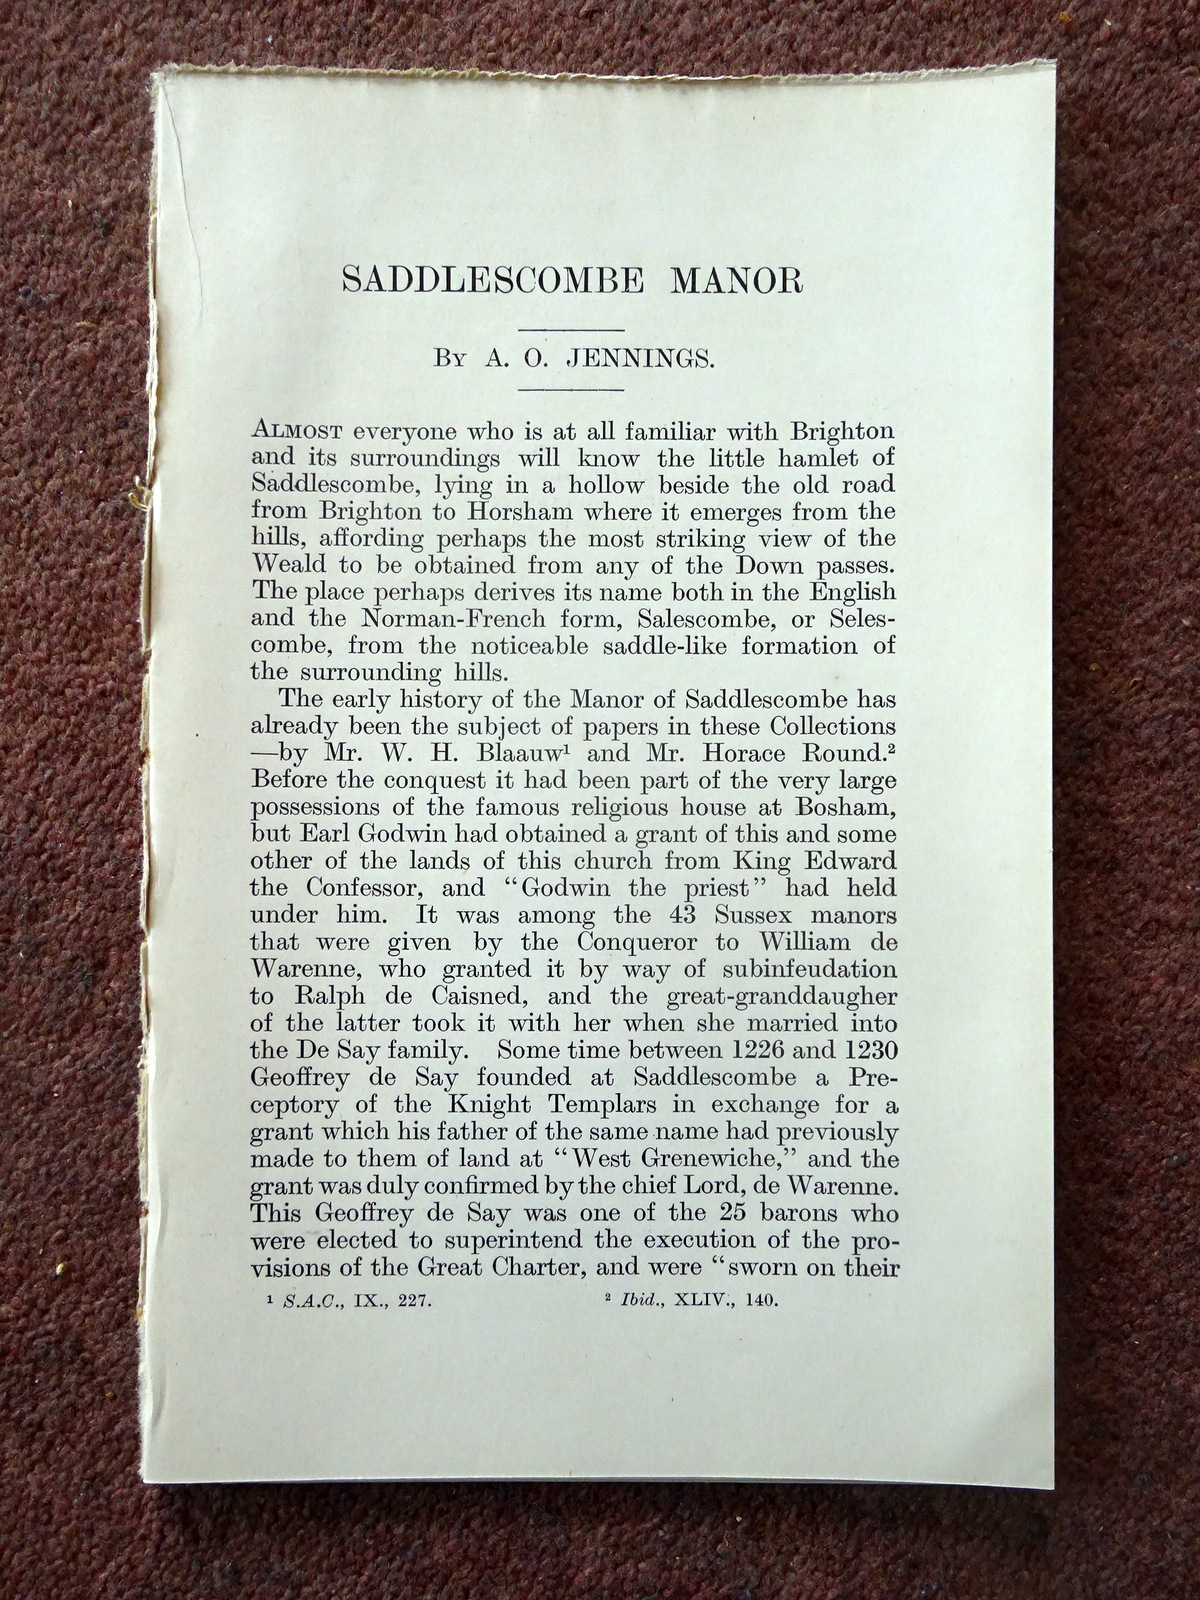 SADDLESCOMBE MANOR
By A. O. JENNINGS.
Almost everyone who is at all familiar with Brighton
and its surroundings will know the little hamlet of
Saddlescombe, lying in a hollow beside the old road
from Brighton to Horsham where it emerges from the
hills, affording perhaps the most striking view of the
Weald to be obtained from any of the Down passes.
The place perhaps derives its name both in the English
and the Norman-French form, Salescombe, or Seles-
combe, from the noticeable saddle-like formation of
the surrounding hills.
The early history of the Manor of Saddlescombe has
already been the subject of papers in these Collections
—by Mr. W. H. Blaauw¹ and Mr. Horace Round.²
Before the conquest it had been part of the very large
possessions of the famous religious house at Bosham,
but Earl Godwin had obtained a grant of this and some
other of the lands of this church from King Edward
the Confessor, and “Godwin the priest” had held
under him. It was among the 43 Sussex manors
that were given by the Conqueror to William de
Warenne, who granted it by way of subinfeudation
to Ralph de Caisned, and the great-granddaugher
of the latter took it with her when she married into
the De Say family. Some time between 1226 and 1230
Geoffrey de Say founded at Saddlescombe a Pre-
ceptory of the Knight Templars in exchange for a
grant which his father of the same name had previously
made to them of land at “West Grenewiche,” and the
grant was duly confirmed by the chief Lord, de Warenne.
This Geoffrey de Say was one of the 25 barons who
were elected to superintend the execution of the pro-
visions of the Great Charter, and were “sworn on their
¹ S.A.C., IX., 227. ² Ibid., XLIV., 140.